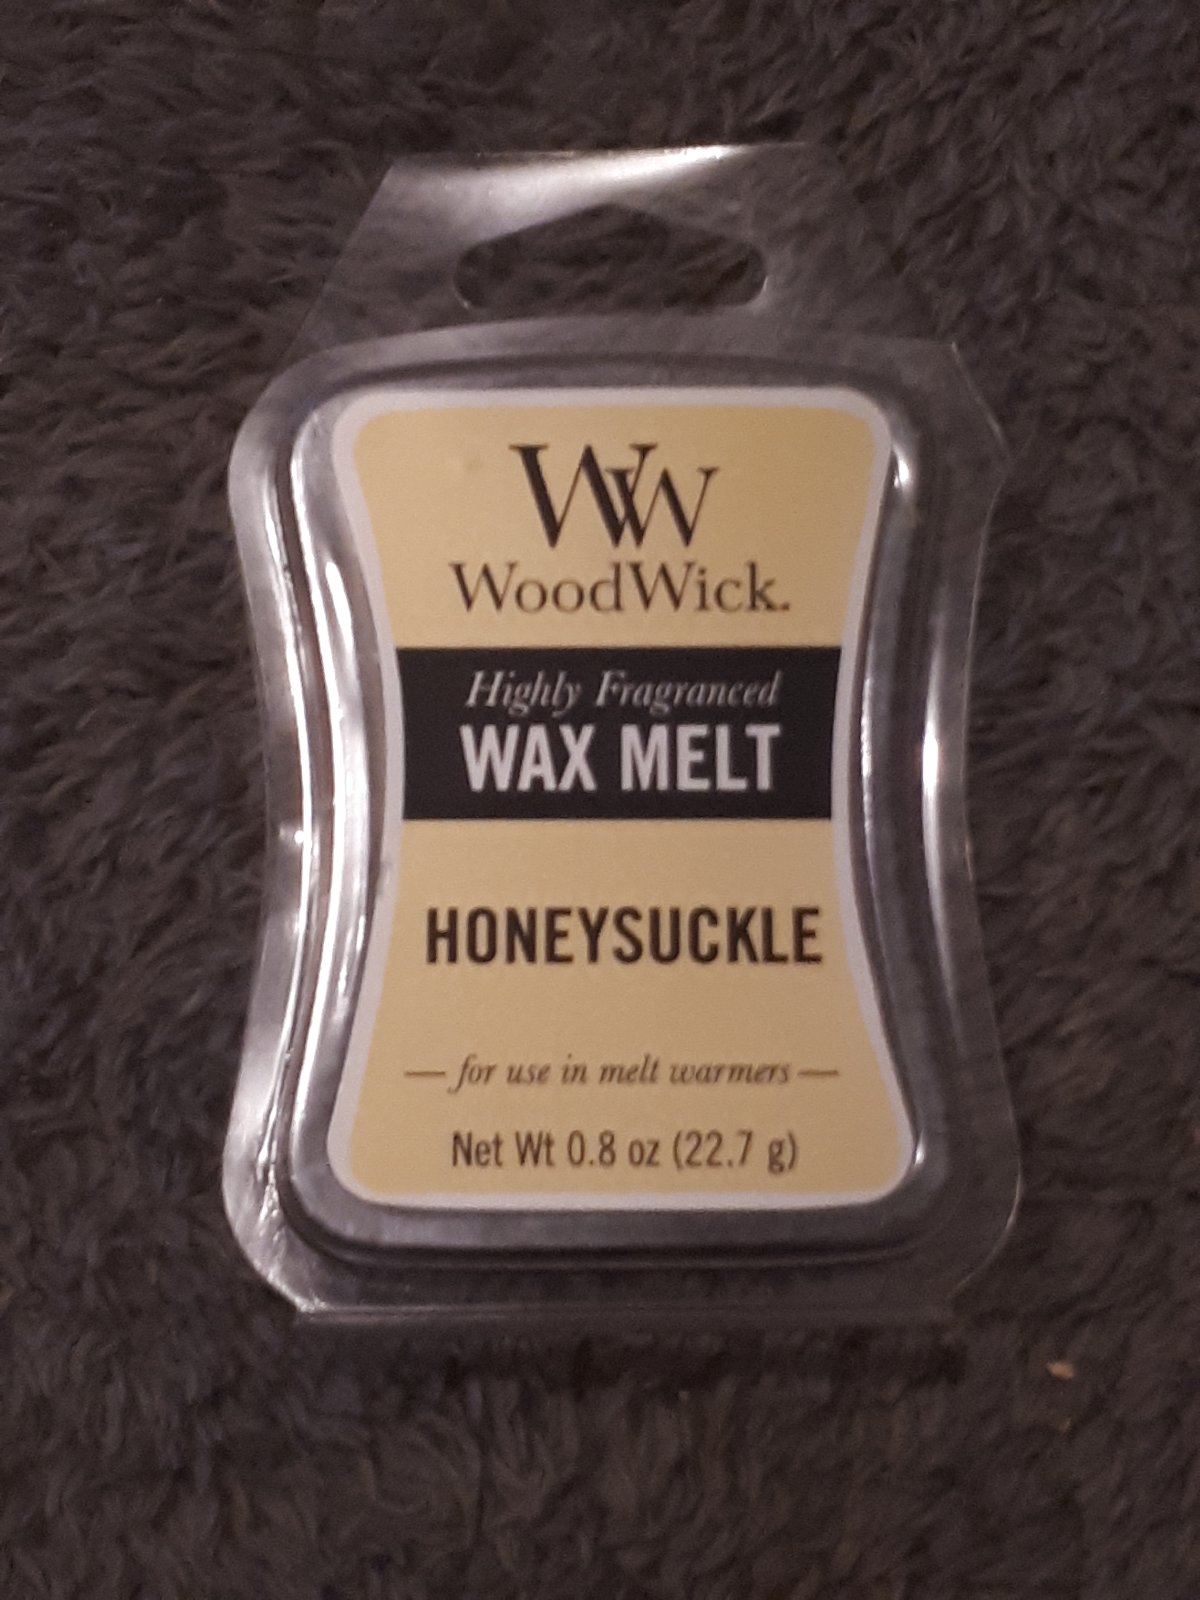 WW
WoodWick.
Highly Fragranced
WAX MELT
HONEYSUCKLE
— for use in melt warmers —
Net Wt 0.8 oz (22.7 g)